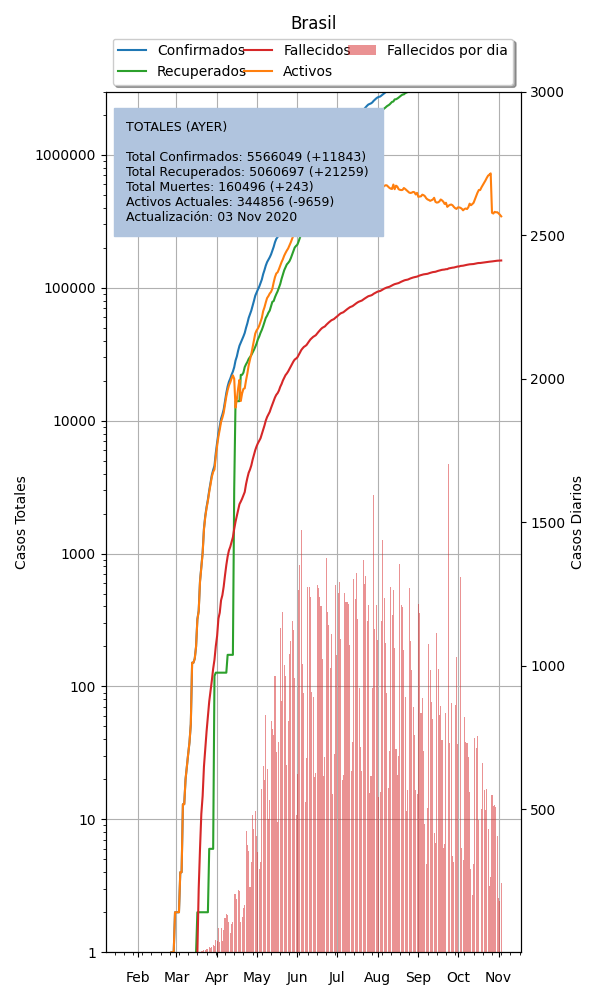 Brasil
Confirmados Fallecidos Fallecidos por dia
Recuperados Activos
TOTALES (AYER)
Total Confirmados: 5566049 (+11843)
Total Recuperados: 5060697 (+21259)
Total Muertes: 160496 (+243)
Activos Actuales: 344856 (-9659)
Actualización: 03 Nov 2020
Casos Totales
1000000
100000
10000
1000
100
10
1
3000
2500
2000
1500
1000
500
Casos Diarios
Feb Mar Apr May Jun Jul Aug Sep Oct Nov